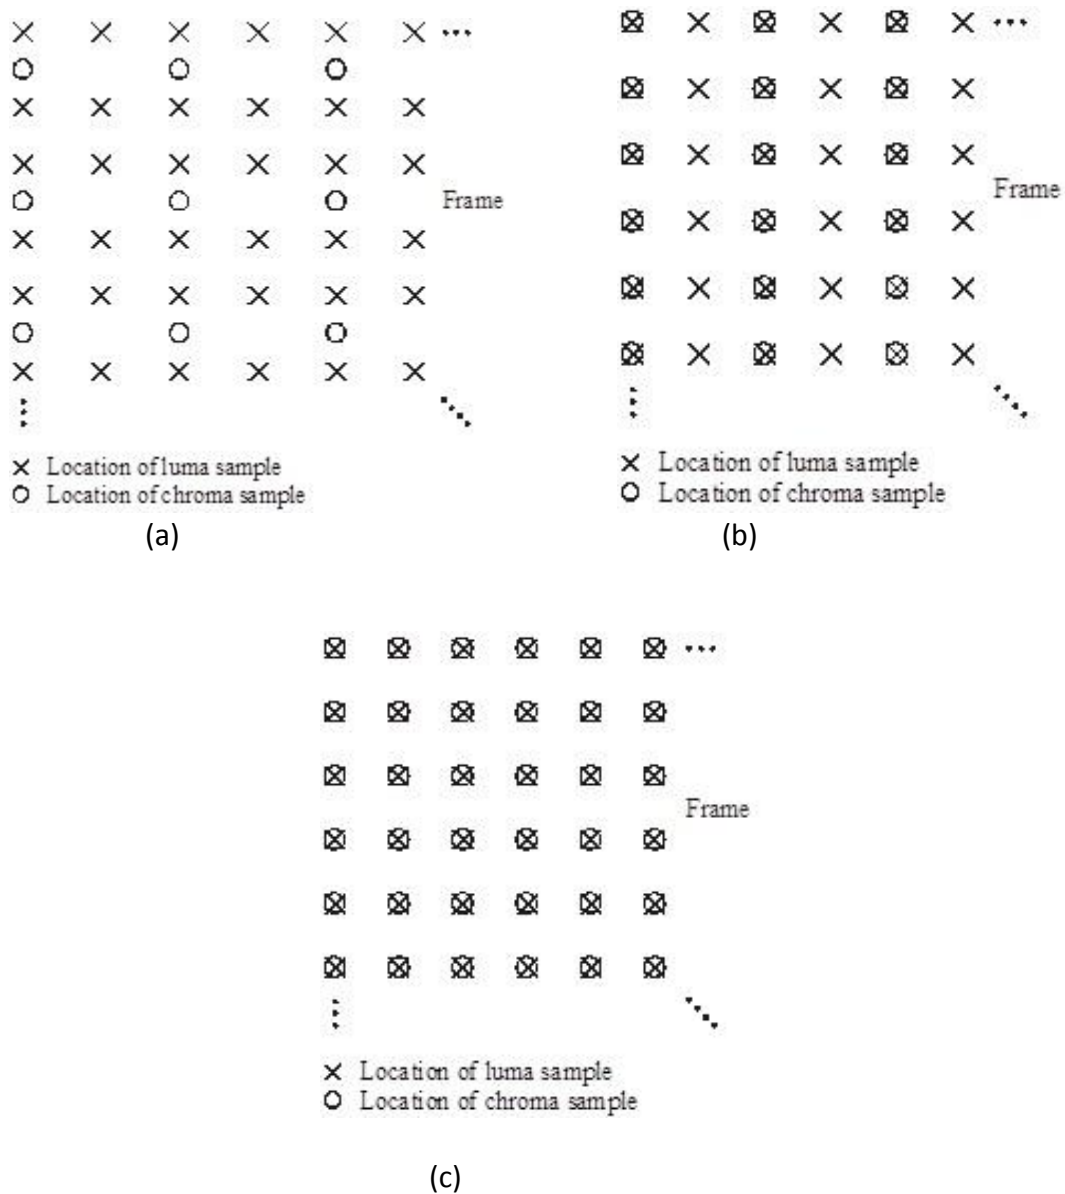 Frame
Location of luma sample
Location of chroma sample
(a)
Frame
Location of luma sample
Location of chroma sample
(b)
Frame
Location of luma sample
Location of chroma sample
(c)